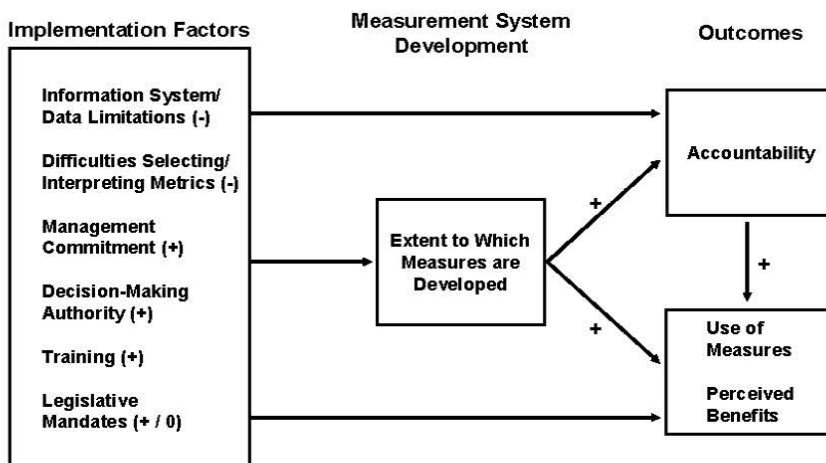 Implementation Factors
Measurement System
Development
Outcomes
Information System/
Data Limitations (-)
Difficulties Selecting/
Interpreting Metrics (-)
Management
Commitment (+)
Decision-Making
Authority (+)
Training (+)
Legislative
Mandates (+ / 0)
Extent to Which
Measures are
Developed
+
+
Accountability
+
Use of
Measures
Perceived
Benefits